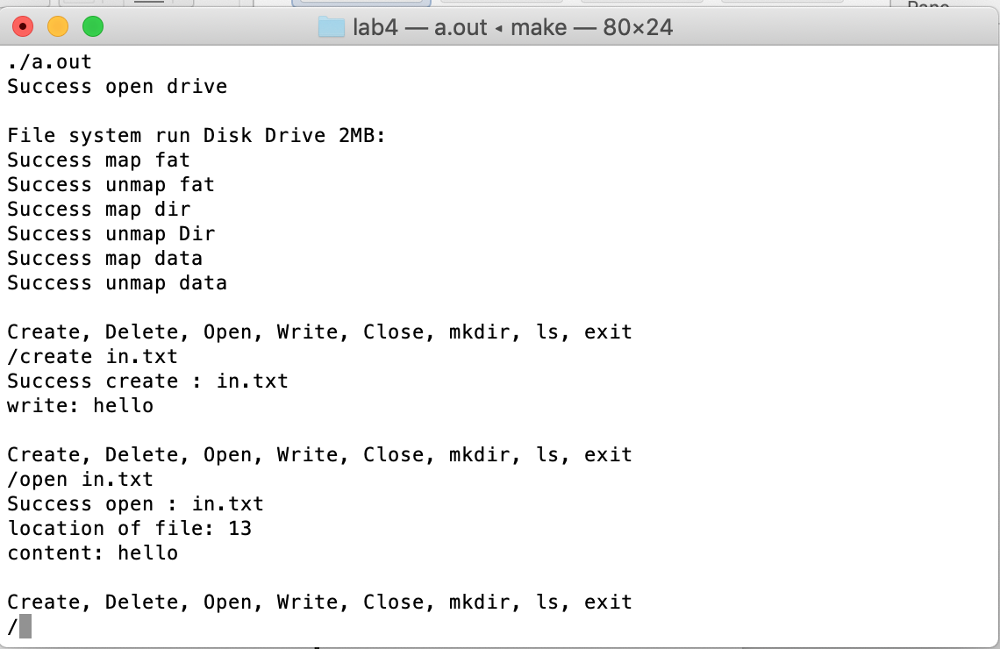 lab4 — a.out ◂ make — 80×24
./a.out
Success open drive
File system run Disk Drive 2MB:
Success map fat
Success unmap fat
Success map dir
Success unmap Dir
Success map data
Success unmap data
Create, Delete, Open, Write, Close, mkdir, ls, exit
/create in.txt
Success create : in.txt
write: hello
Create, Delete, Open, Write, Close, mkdir, ls, exit
/open in.txt
Success open : in.txt
location of file: 13
content: hello
Create, Delete, Open, Write, Close, mkdir, ls, exit
/